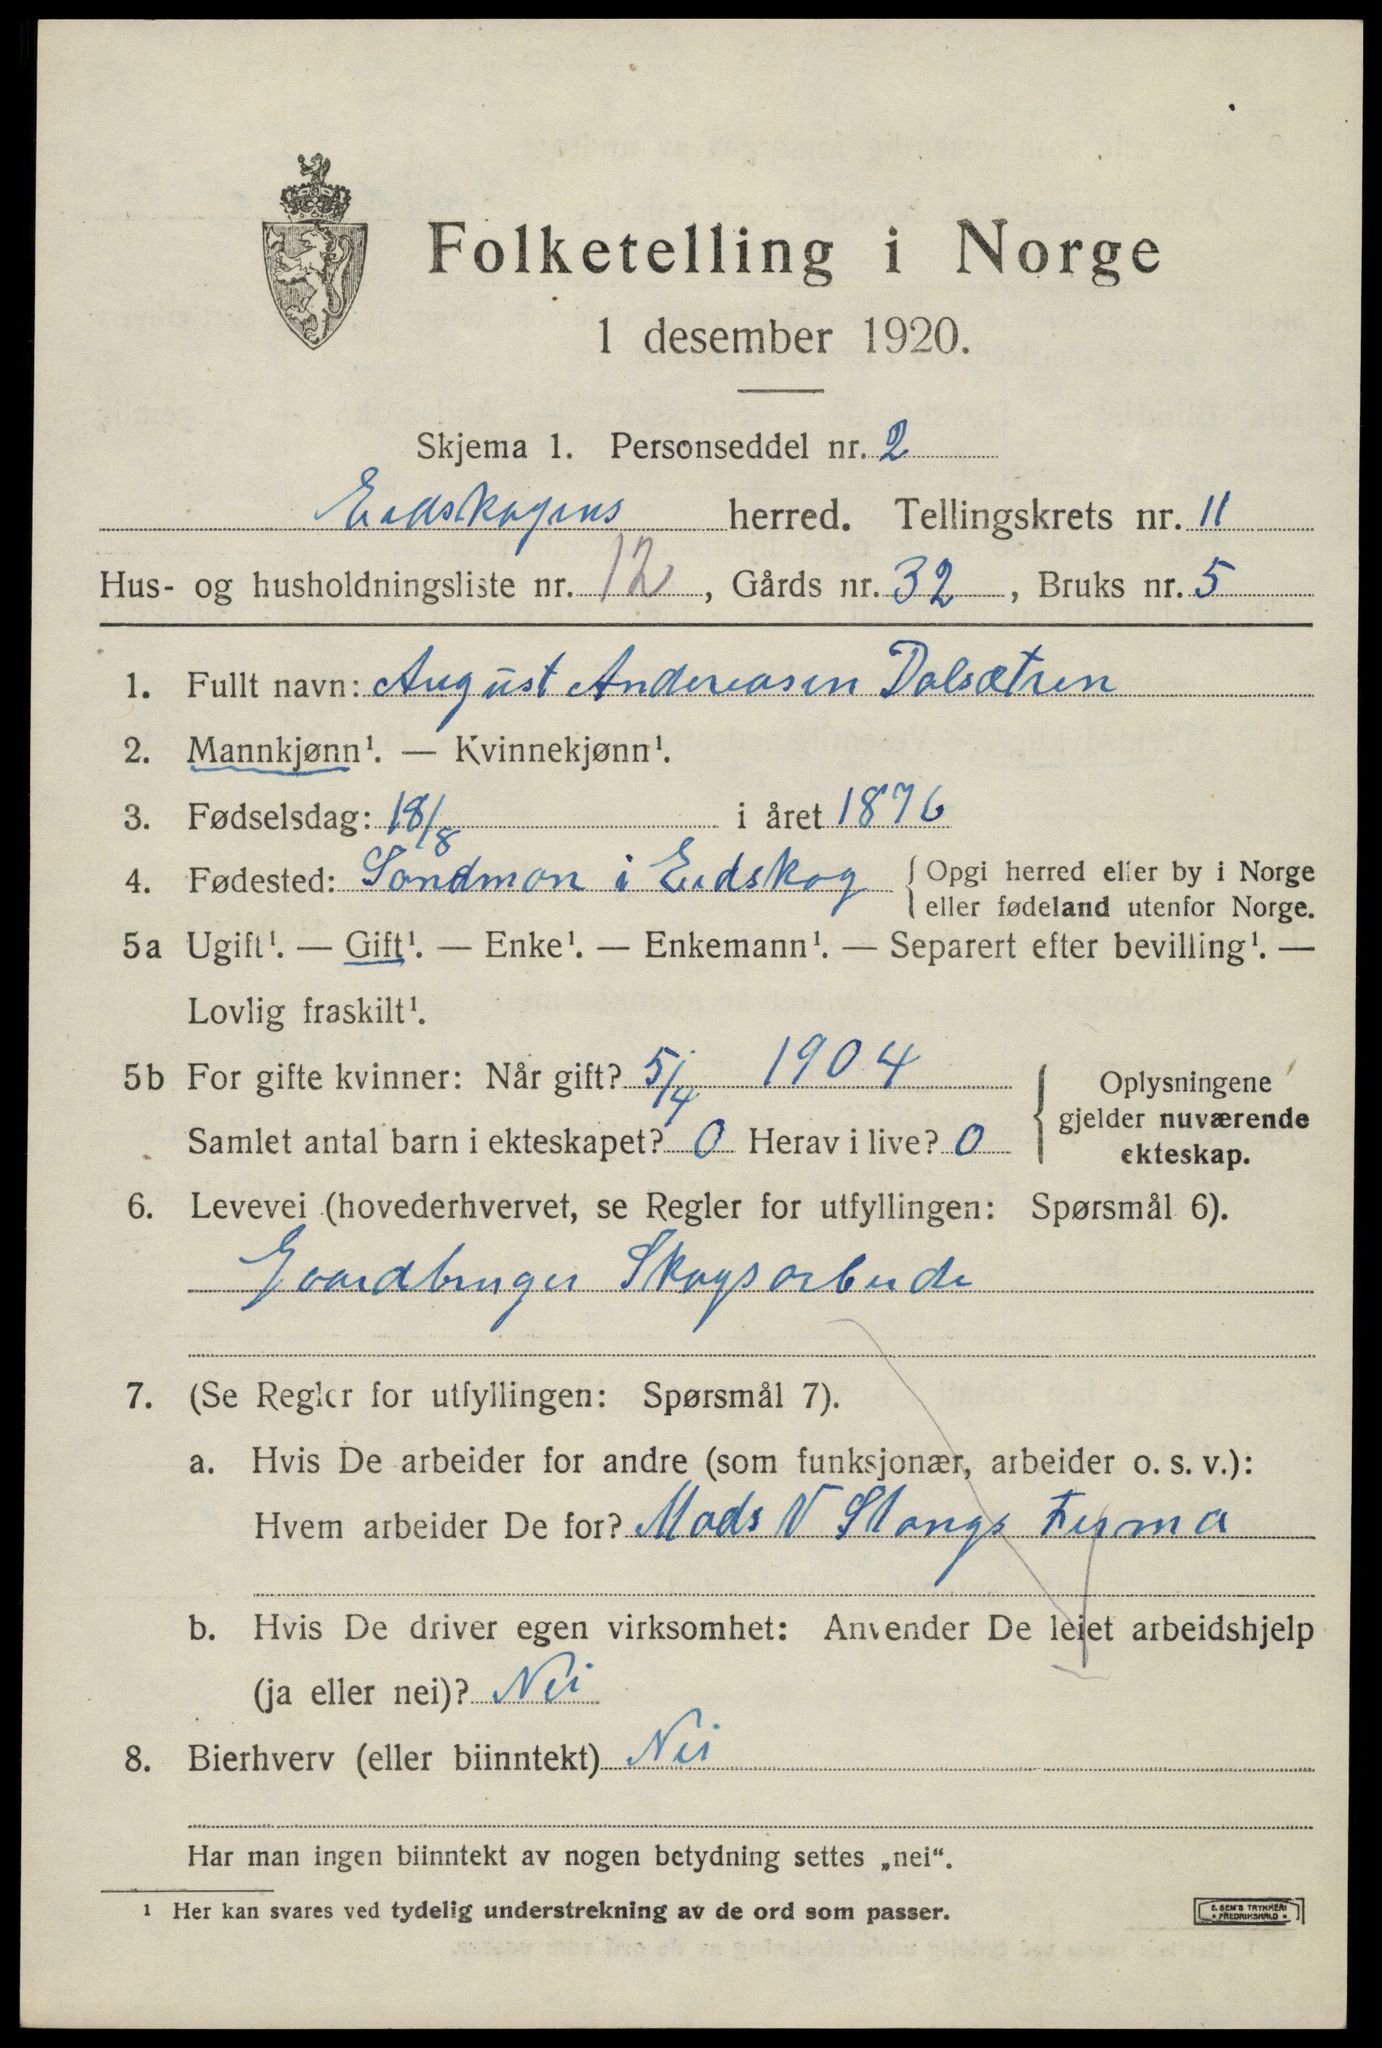 Folketelling i Norge
1 desember 1920.
Skjema 1. Personseddel nr. 2
Eidskogens herred. Tellingskrets nr. 11
Hus- og husholdningsliste nr. 12, Gårds nr. 32, Bruks nr. 5
1. Fullt navn: August Andereasen Dalsætren
2. Mannkjønn¹. — Kvinnekjønn¹.
3. Fødselsdag: 18/8 i året 1876
4. Fødested: Sandmon i Eidskog
Opgi herred eller by i Norge
eller fødeland utenfor Norge.
5a Ugift¹. — Gift¹. — Enke¹. — Enkemann¹. — Separert efter bevilling¹. —
Lovlig fraskilt¹.
5b For gifte kvinner: Når gift? 5/4 1904
Samlet antal barn i ekteskapet? 0 Herav i live? 0
Oplysningene
gjelder nuværende
ekteskap.
6. Levevei (hovederhvervet, se Regler for utfyllingen: Spørsmål 6).
Gaardbruger Skogsarbeide
7. (Se Regler for utfyllingen: Spørsmål 7).
a. Hvis De arbeider for andre (som funksjonær, arbeider o. s. v.):
Hvem arbeider De for? Mads V Stangs Firma
b. Hvis De driver egen virksomhet: Anvender De leiet arbeidshjelp
(ja eller nei)? Nei
8. Bierhverv (eller biinntekt) Nei
Har man ingen biinntekt av nogen betydning settes „nei“.
¹ Her kan svares ved tydelig understrekning av de ord som passer.
E. SEM'S TRYKKERI
FREDRIKSHALD